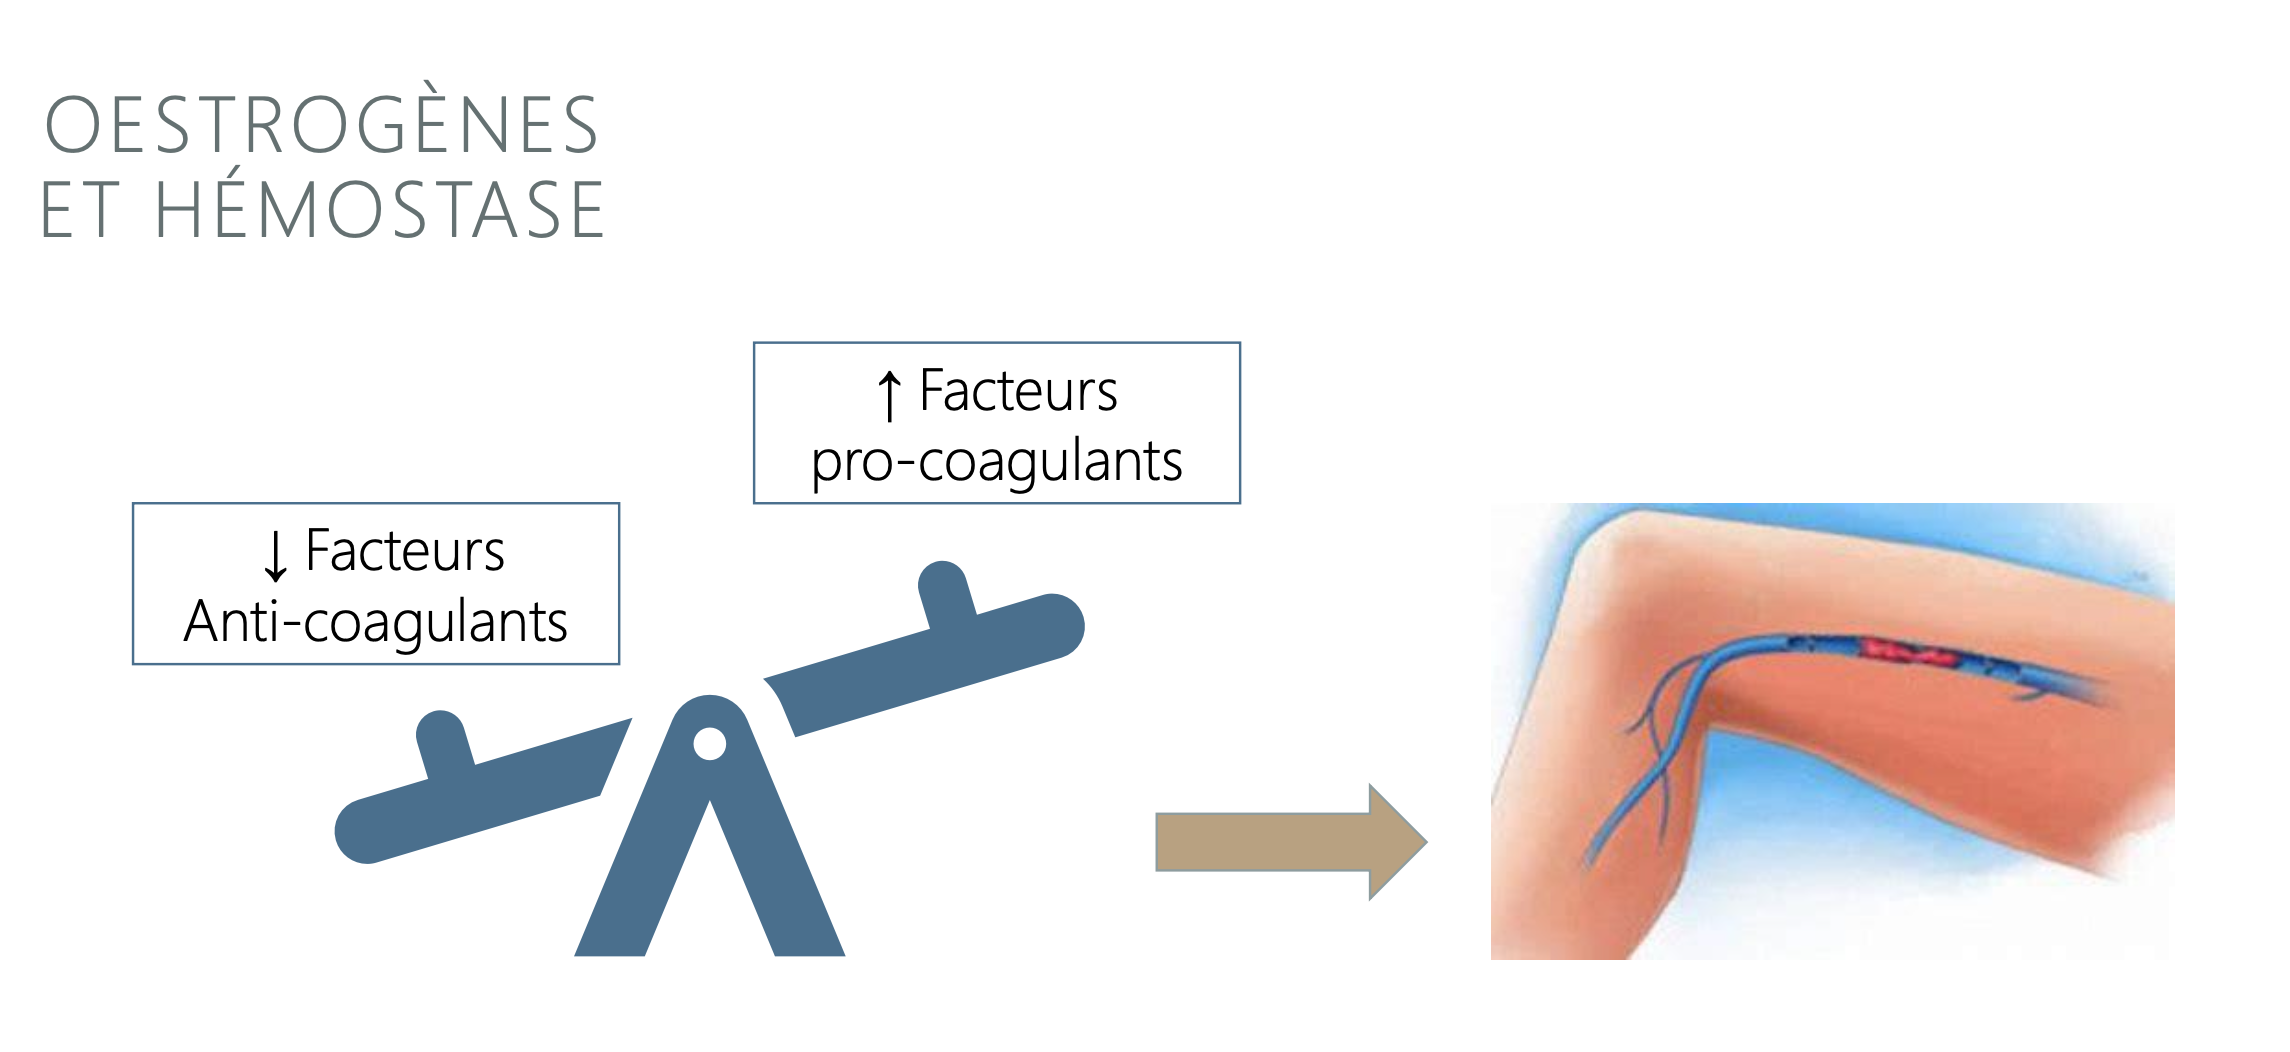 OESTROGÈNES
ET HÉMOSTASE
↑ Facteurs
pro-coagulants
↓ Facteurs
Anti-coagulants